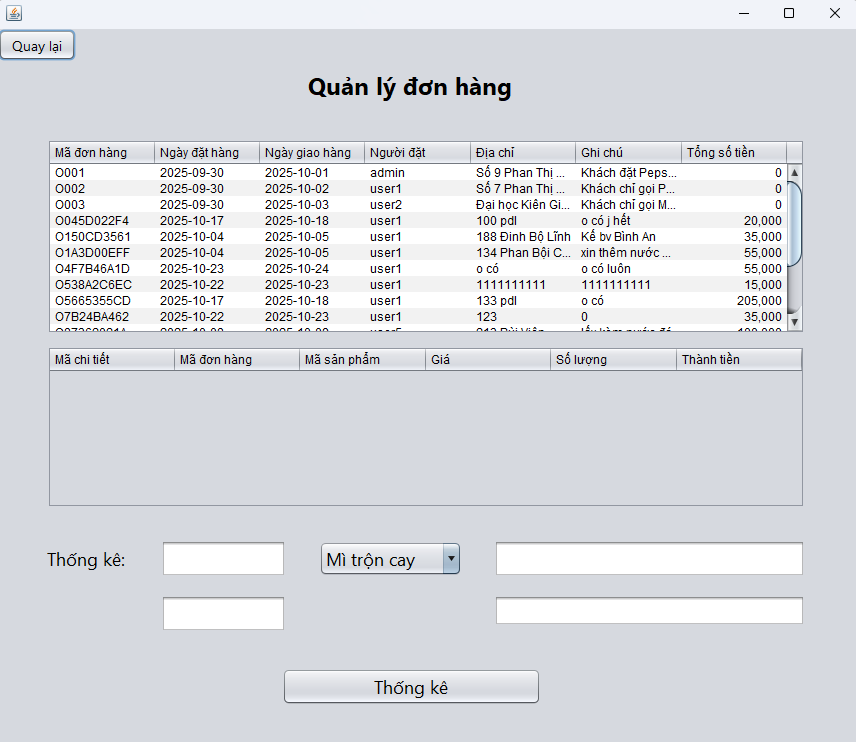 Quay lại
Quản lý đơn hàng
Mã đơn hàng Ngày đặt hàng Ngày giao hàng Người đặt Địa chỉ Ghi chú Tổng số tiền
O001 2025-09-30 2025-10-01 admin Số 9 Phan Thị ... Khách đặt Peps... 0
O002 2025-09-30 2025-10-02 user1 Số 7 Phan Thị ... Khách chỉ gọi P... 0
O003 2025-09-30 2025-10-03 user2 Đại học Kiên Gi... Khách chỉ gọi M... 0
O045D022F4 2025-10-17 2025-10-18 user1 100 pdl o có j hết 20,000
O150CD3561 2025-10-04 2025-10-05 user1 188 Đinh Bộ Lĩnh Kế bv Bình An 35,000
O1A3D00EFF 2025-10-04 2025-10-05 user1 134 Phan Bội C... xin thêm nước ... 55,000
O4F7B46A1D 2025-10-23 2025-10-24 user1 o có o có luôn 55,000
O538A2C6EC 2025-10-22 2025-10-23 user1 1111111111 1111111111 15,000
O5665355CD 2025-10-17 2025-10-18 user1 133 pdl o có 205,000
O7B24BA462 2025-10-22 2025-10-23 user1 123 0 35,000
Mã chi tiết Mã đơn hàng Mã sản phẩm Giá Số lượng Thành tiền
Thống kê: Mì trộn cay
Thống kê